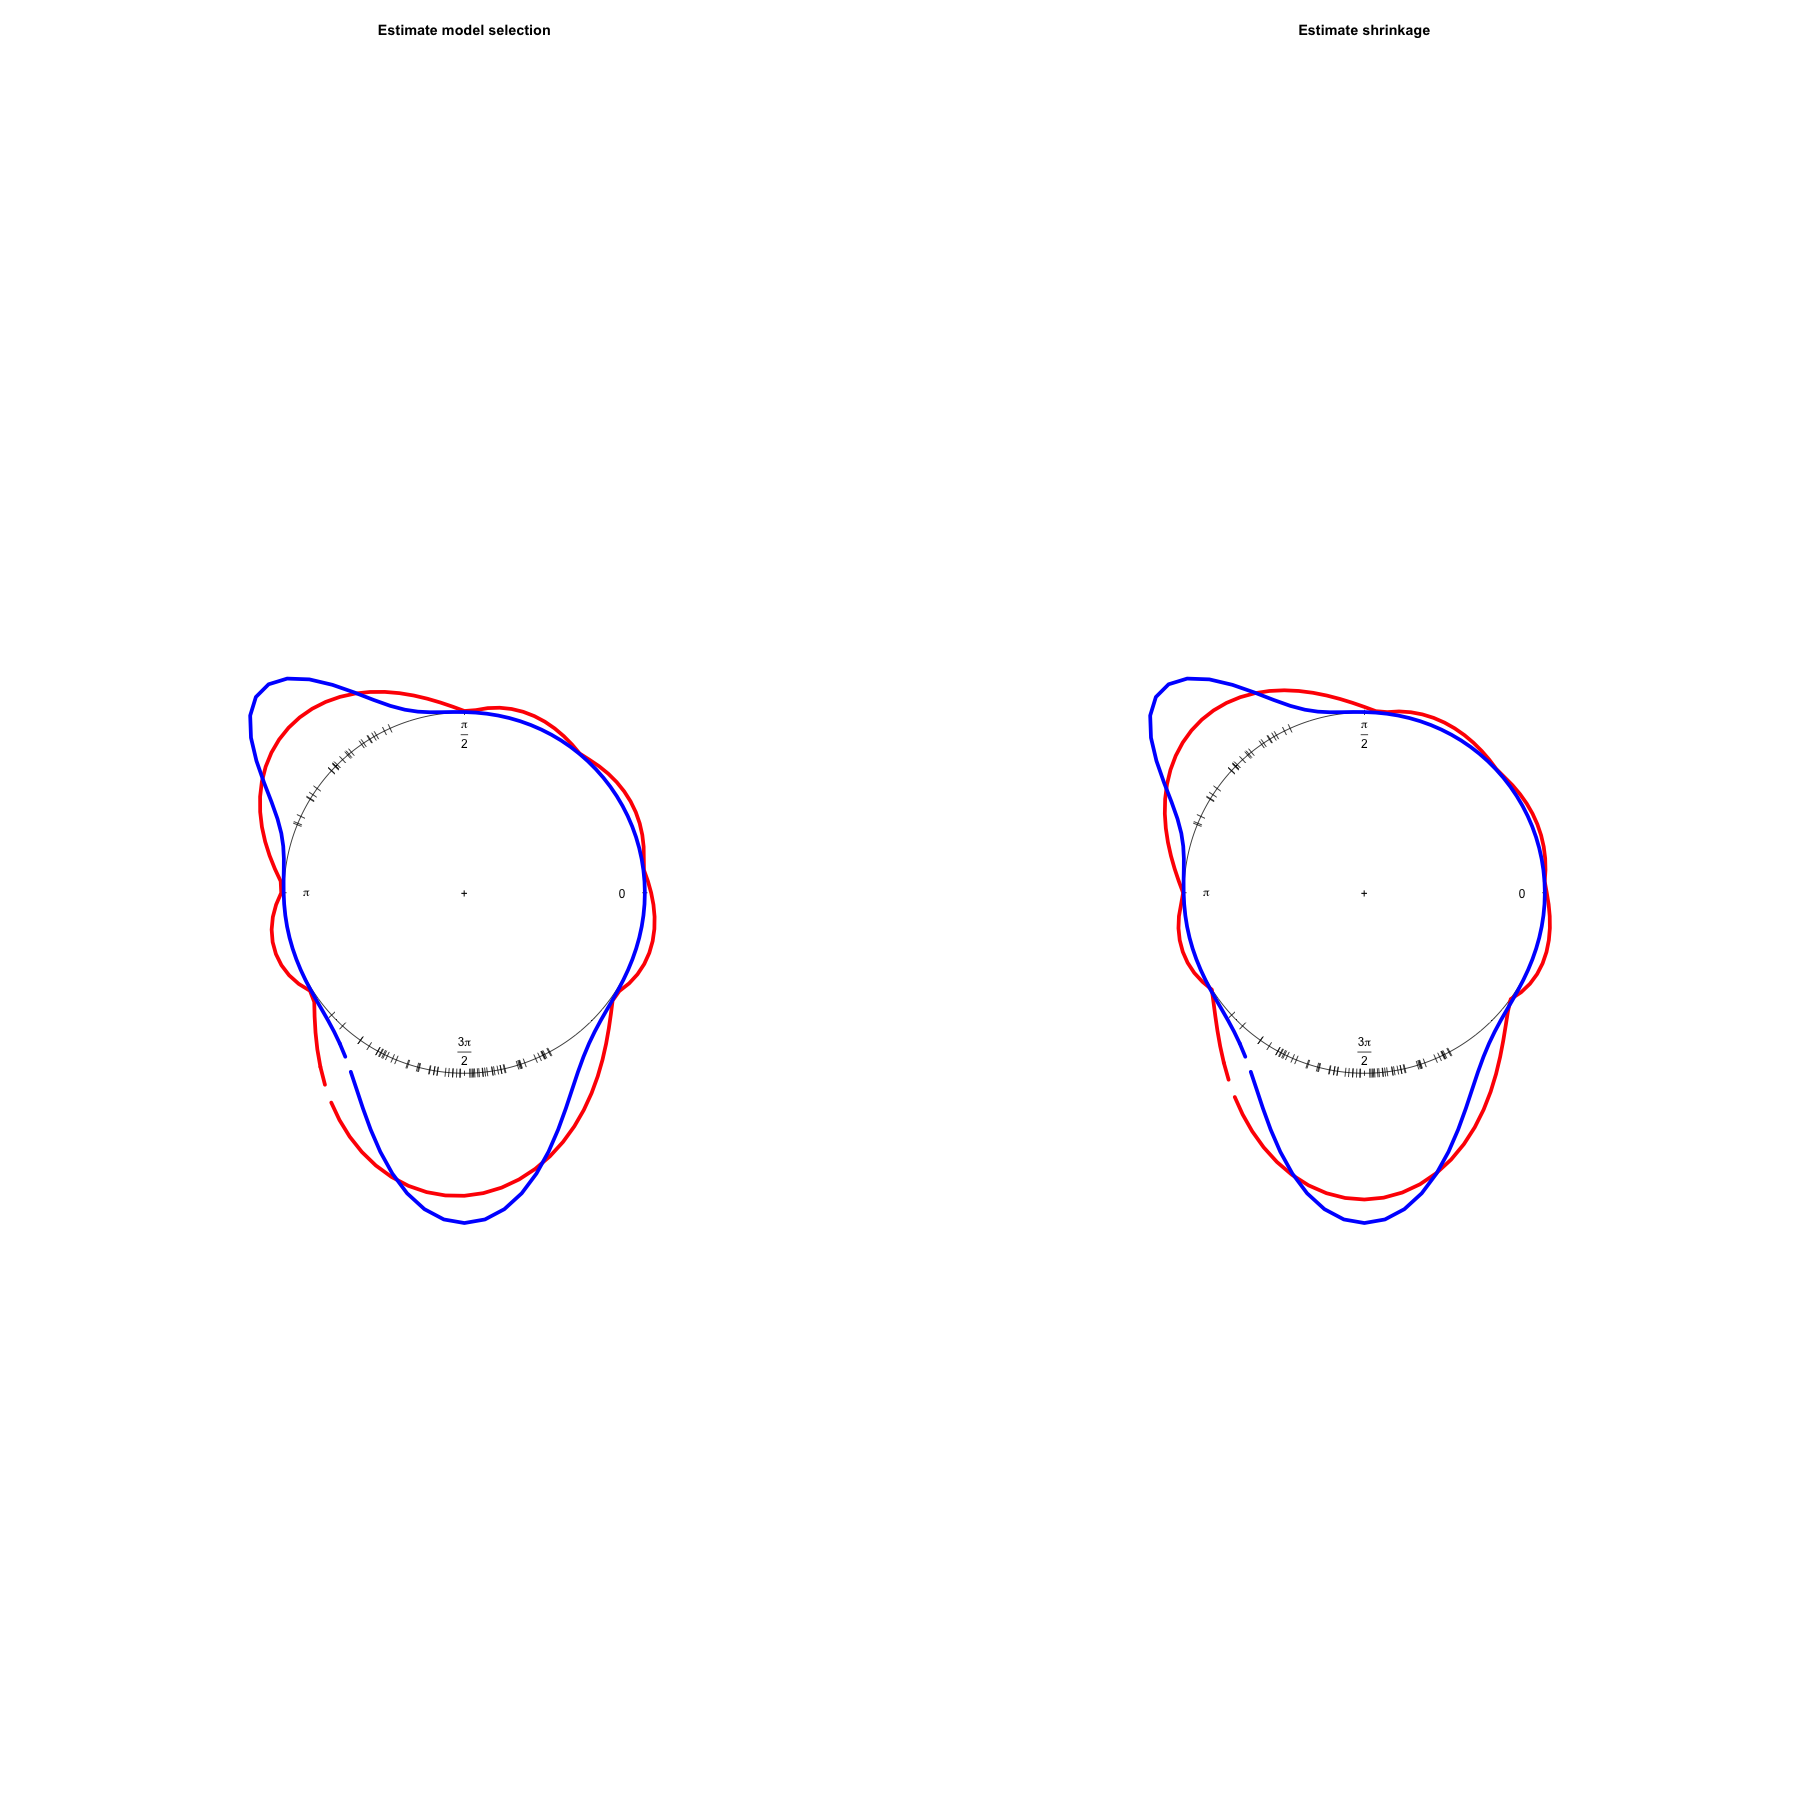 Estimate model selection
Estimate shrinkage
π
2
π
2
π
+
0
π
+
0
3π
2
3π
2